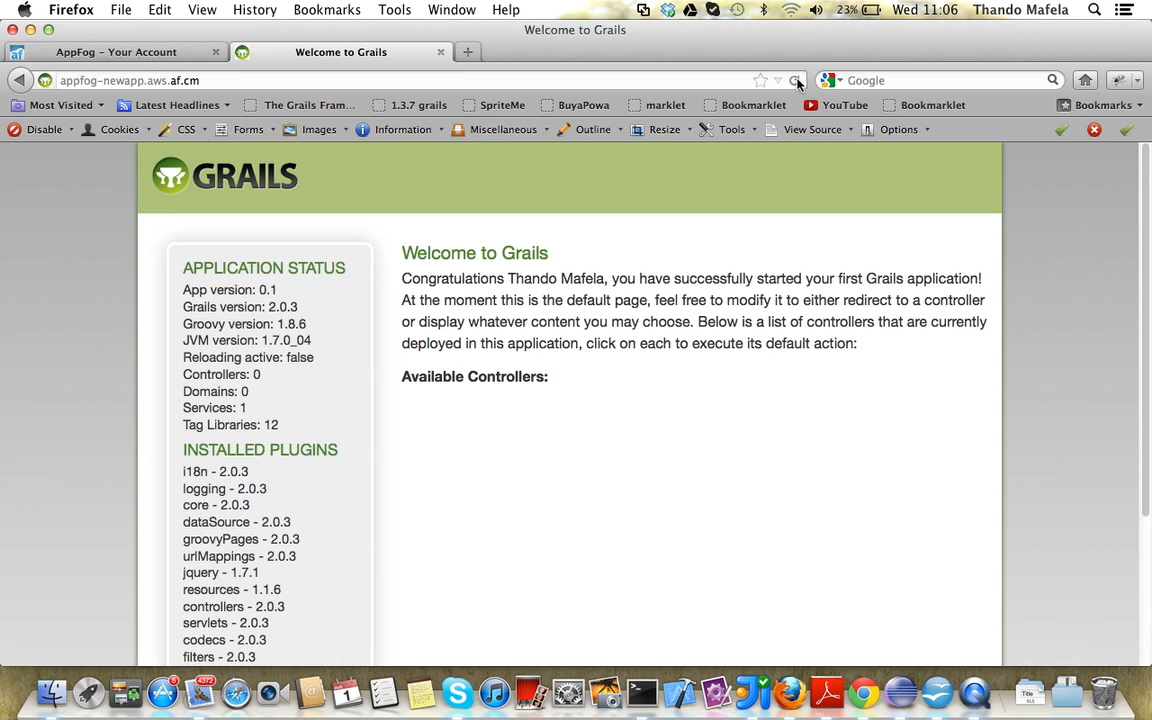 Firefox File Edit View History Bookmarks Tools Window Help 23% Wed 11:06 Thando Mafela
Welcome to Grails
AppFog – Your Account Welcome to Grails
appfog-newapp.aws.af.cm Google
Most Visited Latest Headlines The Grails Fram... 1.3.7 grails SpriteMe BuyaPowa marklet Bookmarklet YouTube Bookmarklet Bookmarks
Disable Cookies CSS Forms Images Information Miscellaneous Outline Resize Tools View Source Options
GRAILS
APPLICATION STATUS
App version: 0.1
Grails version: 2.0.3
Groovy version: 1.8.6
JVM version: 1.7.0_04
Reloading active: false
Controllers: 0
Domains: 0
Services: 1
Tag Libraries: 12
INSTALLED PLUGINS
i18n - 2.0.3
logging - 2.0.3
core - 2.0.3
dataSource - 2.0.3
groovyPages - 2.0.3
urlMappings - 2.0.3
jquery - 1.7.1
resources - 1.1.6
controllers - 2.0.3
servlets - 2.0.3
codecs - 2.0.3
filters - 2.0.3
Welcome to Grails
Congratulations Thando Mafela, you have successfully started your first Grails application!
At the moment this is the default page, feel free to modify it to either redirect to a controller
or display whatever content you may choose. Below is a list of controllers that are currently
deployed in this application, click on each to execute its default action:
Available Controllers:
5
4372
1
Title
XLS